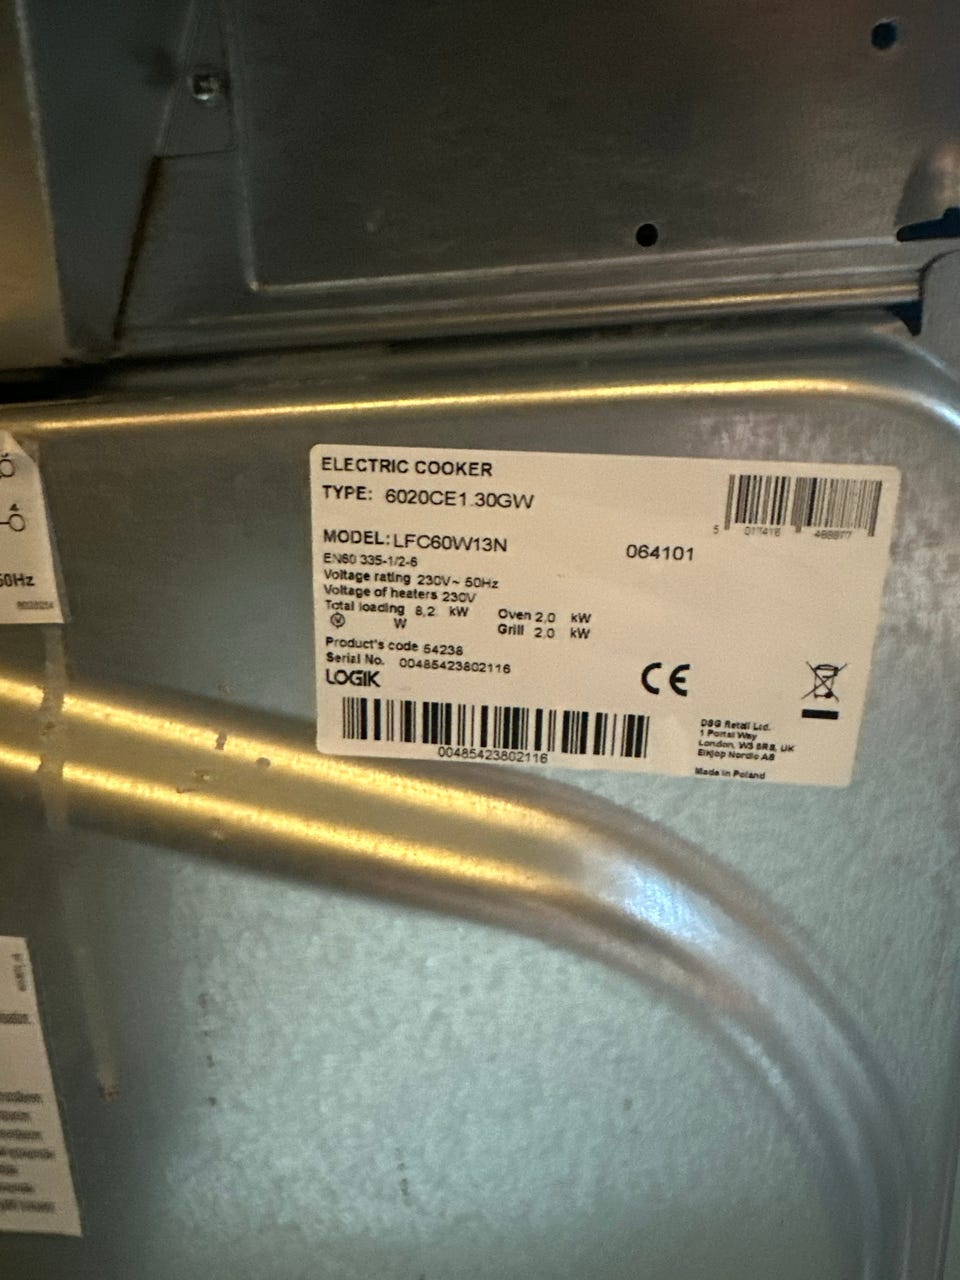 ELECTRIC COOKER
TYPE: 6020CE1.30GW
MODEL: LFC60W13N
064101
EN60 335-1/2-6
Voltage rating 230V~ 50Hz
Voltage of heaters 230V
Total loading 8,2 kW Oven 2,0 kW
W Grill 2,0 kW
Product's code 54238
Serial No. 00485423802116
LOGIK
CE
00485423802116
DSG Retail Ltd.
1 Portal Way
London, W3 6RS, UK
Elkjop Nordic AS
Made in Poland
50Hz